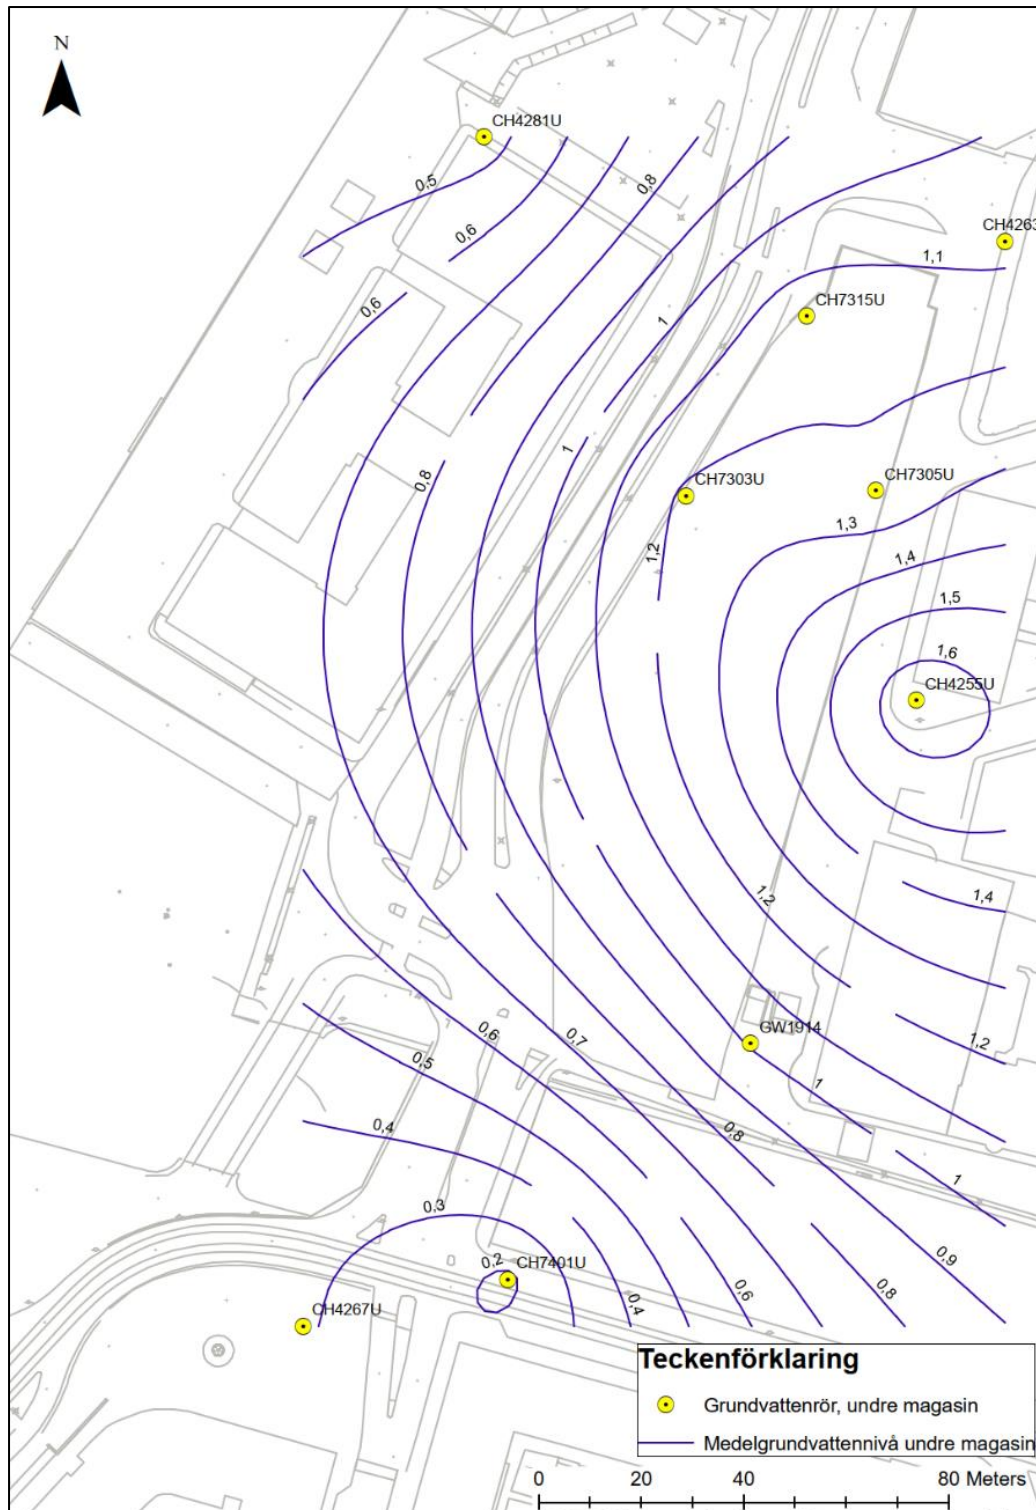 N
CH4281U
0,5
0,8
0,6
CH4263
1,1
0,6
CH7315U
1
1
0,8
CH7303U
CH7305U
1,3
1,2
1,4
1,5
1,6
CH4255U
1,2
1,4
GW1914
0,6
0,7
1,2
0,5
1
0,4
0,8
1
0,3
0,9
0,2
CH7401U
0,4
0,6
0,8
CH4267U
Teckenförklaring
Grundvattenrör, undre magasin
Medelgrundvattennivå undre magasin
0 20 40 80 Meters